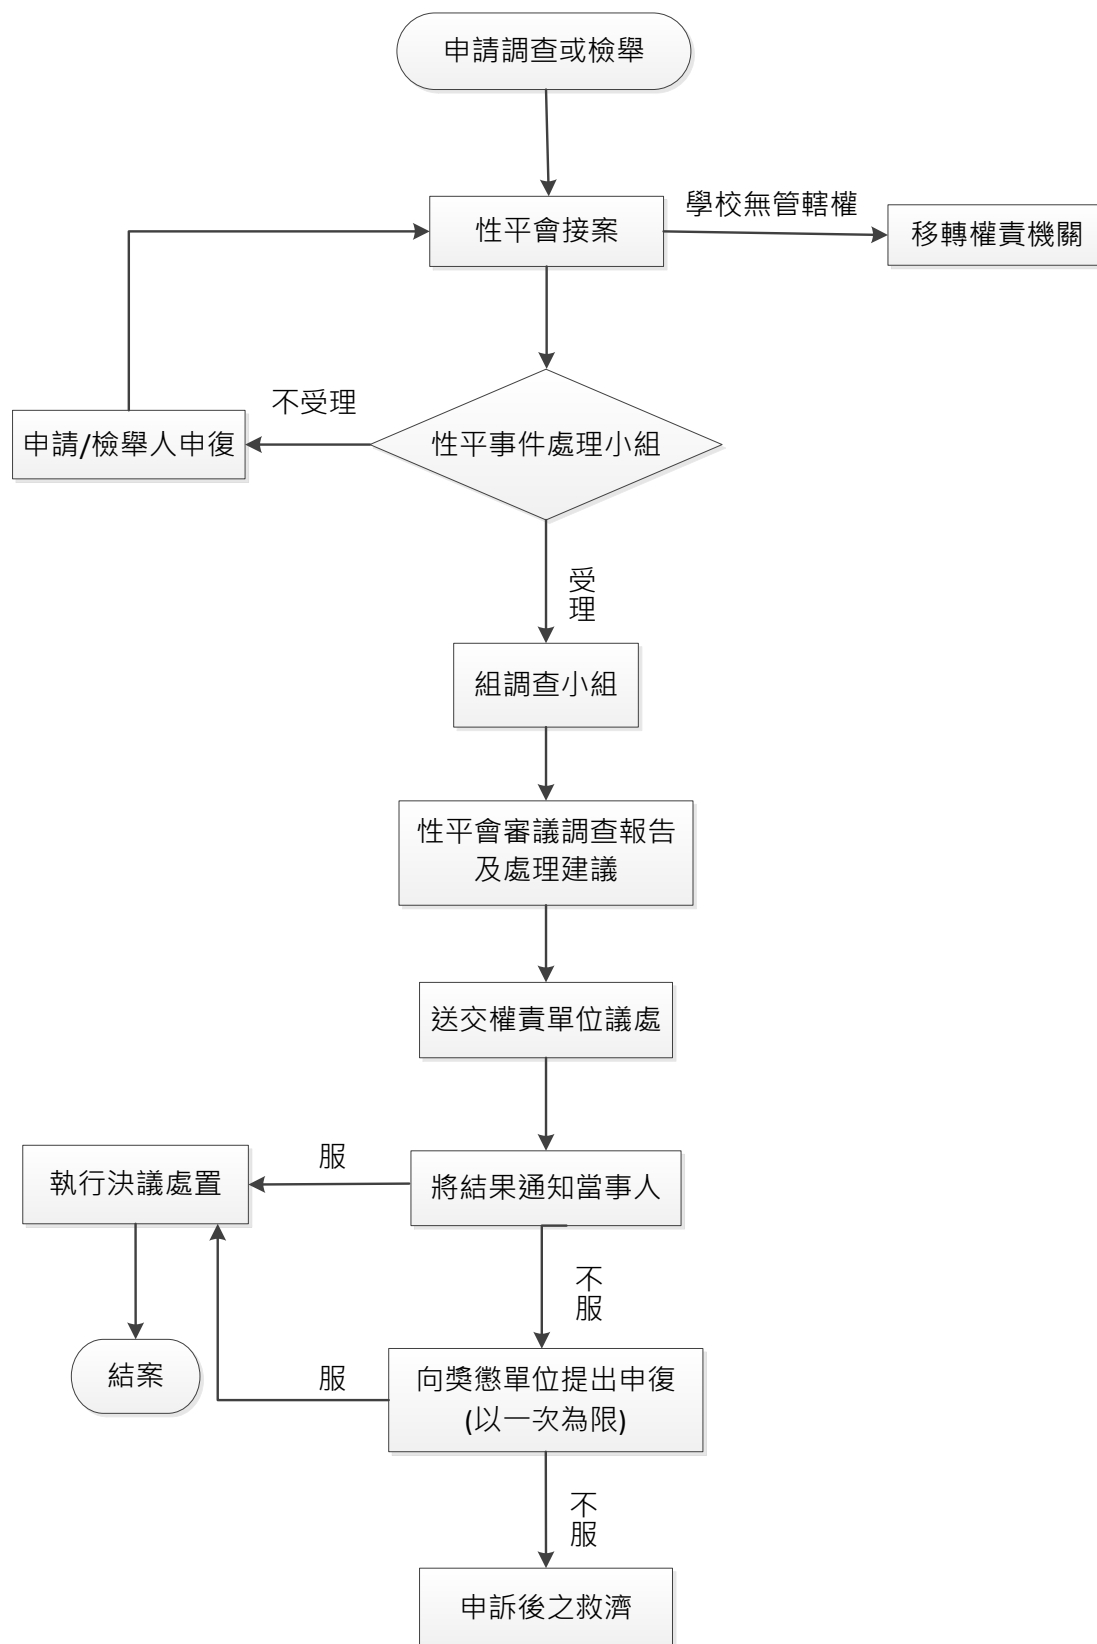 申請調查或檢舉
性平會接案
學校無管轄權
移轉權責機關
不受理
申請/檢舉人申復
性平事件處理小組
受
理
組調查小組
性平會審議調查報告
及處理建議
送交權責單位議處
服
執行決議處置
將結果通知當事人
不
服
結案
服
向獎懲單位提出申復
(以一次為限)
不
服
申訴後之救濟